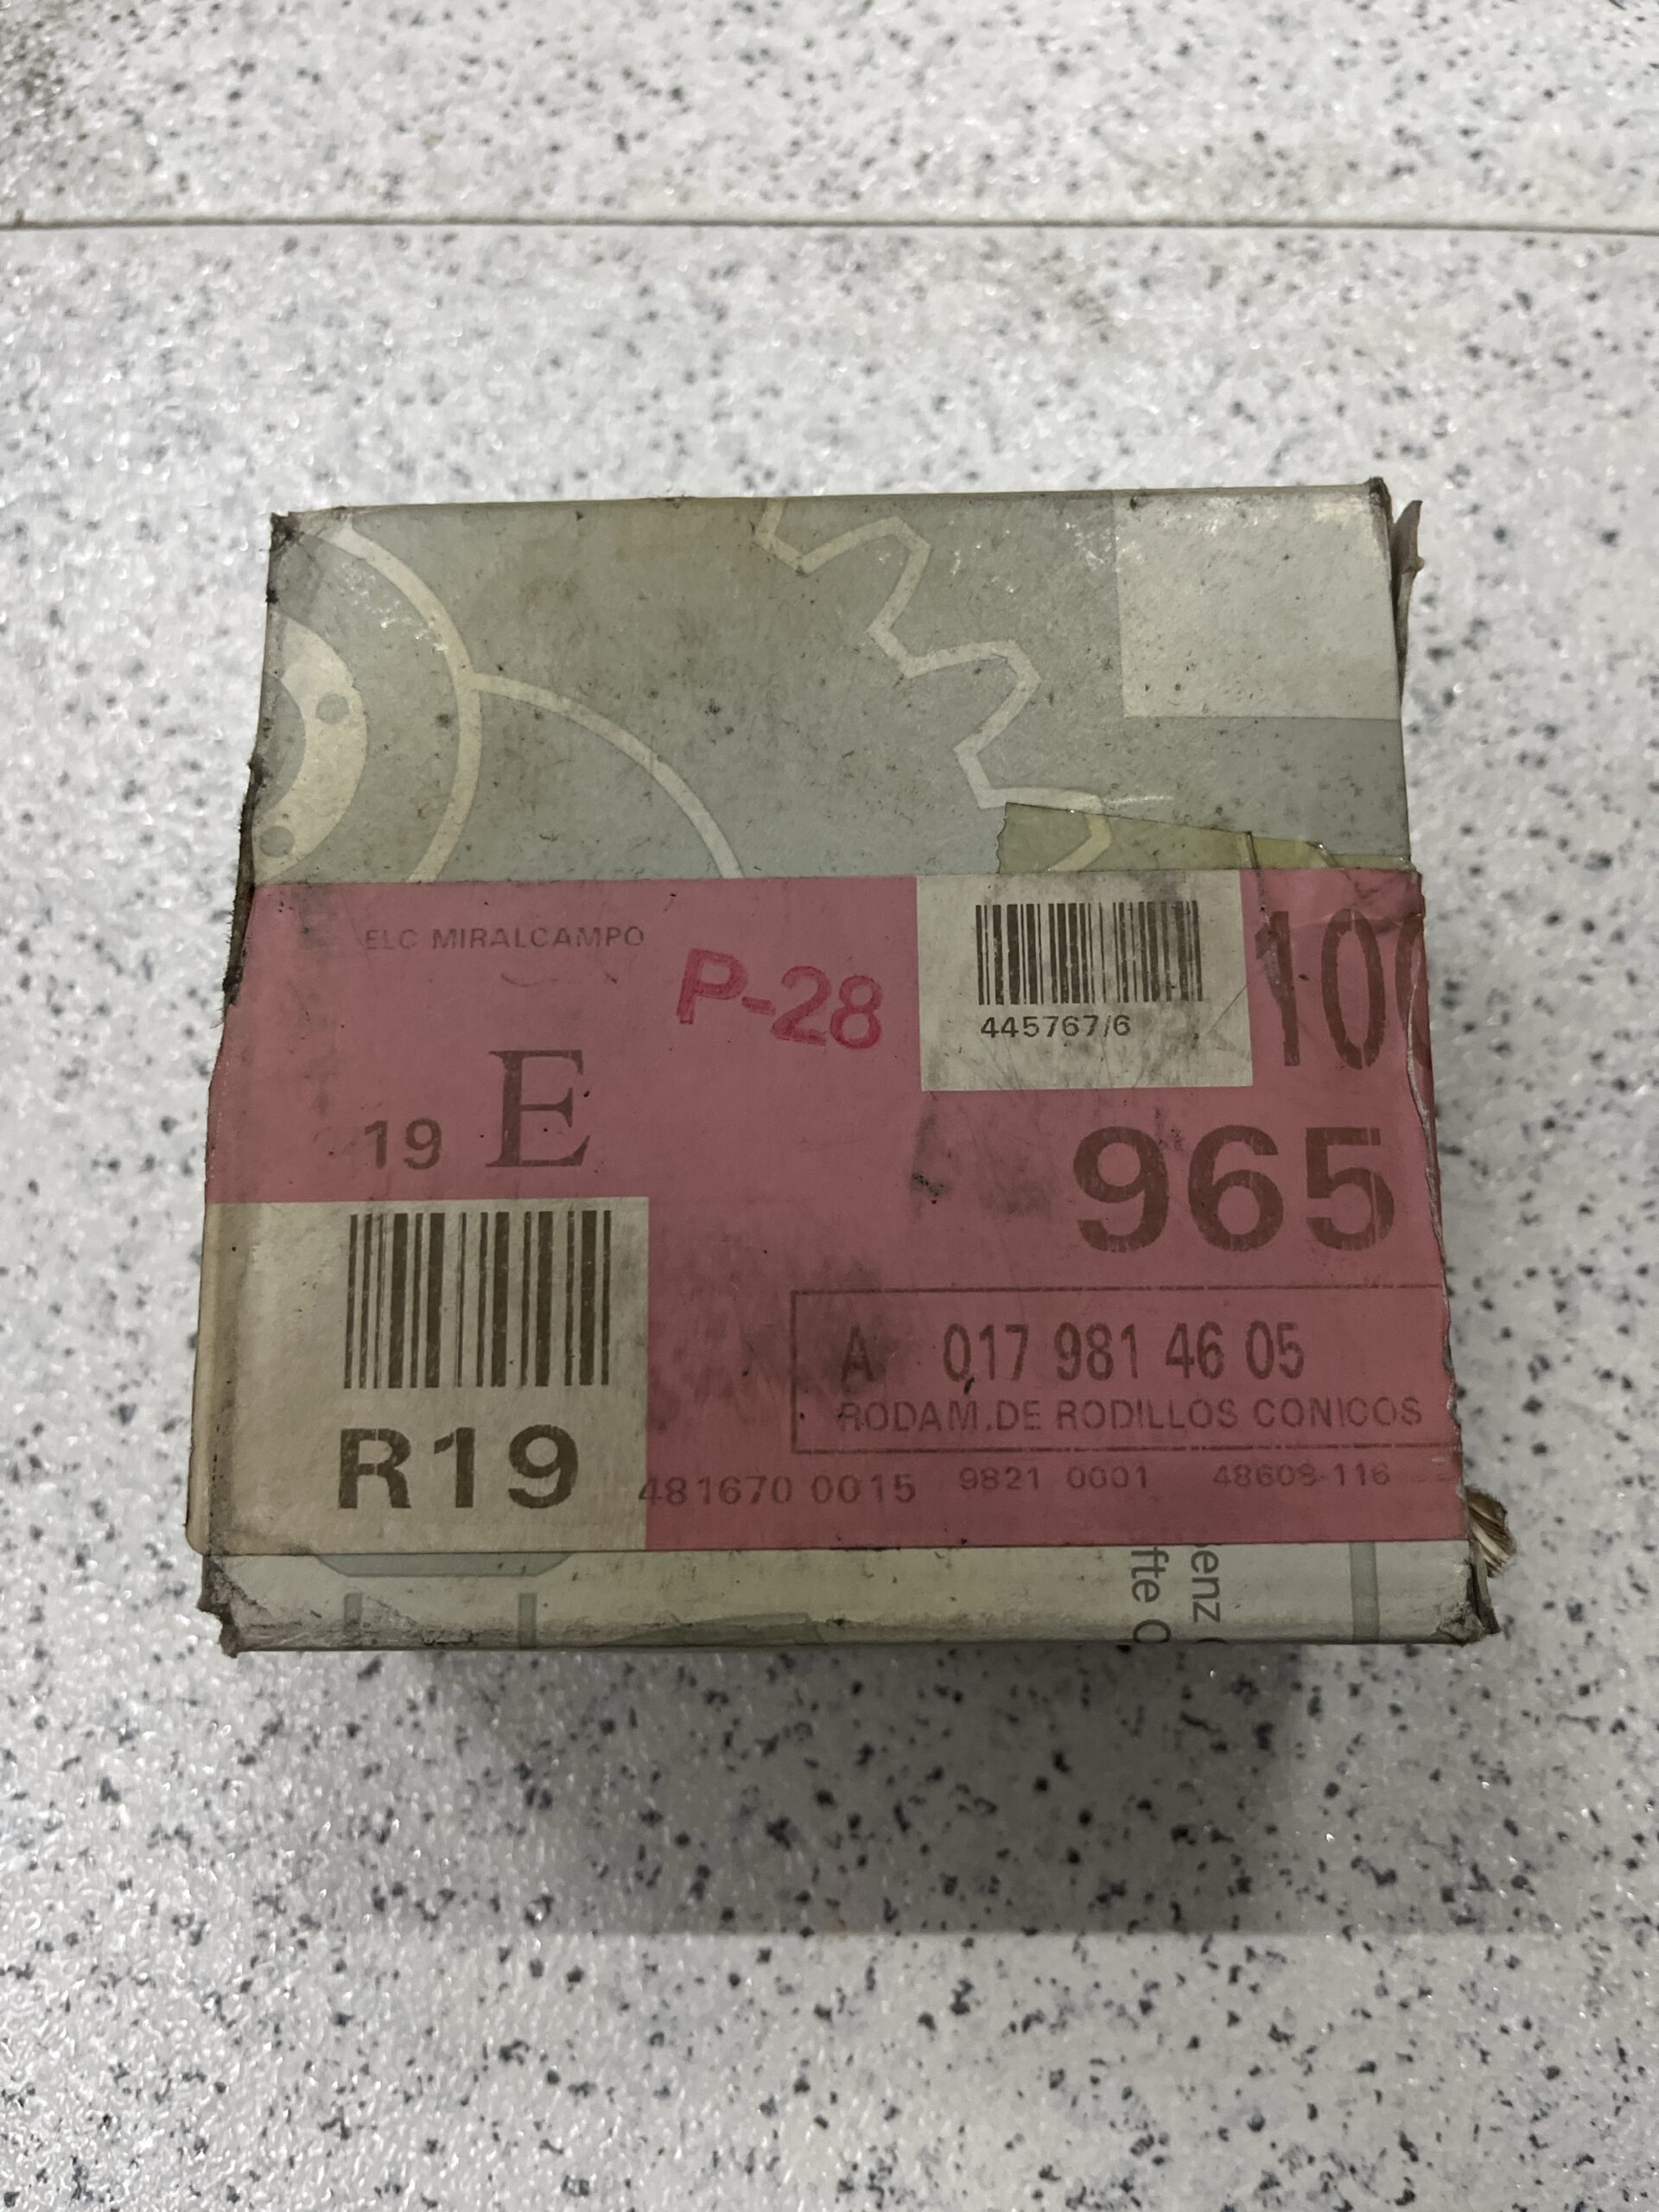 ELC MIRALCAMPO
P-28
445767/6
19 E
965
A 017 981 46 05
RODAM.DE RODILLOS CONICOS
R19
481670 0015 9821 0001 48608-116